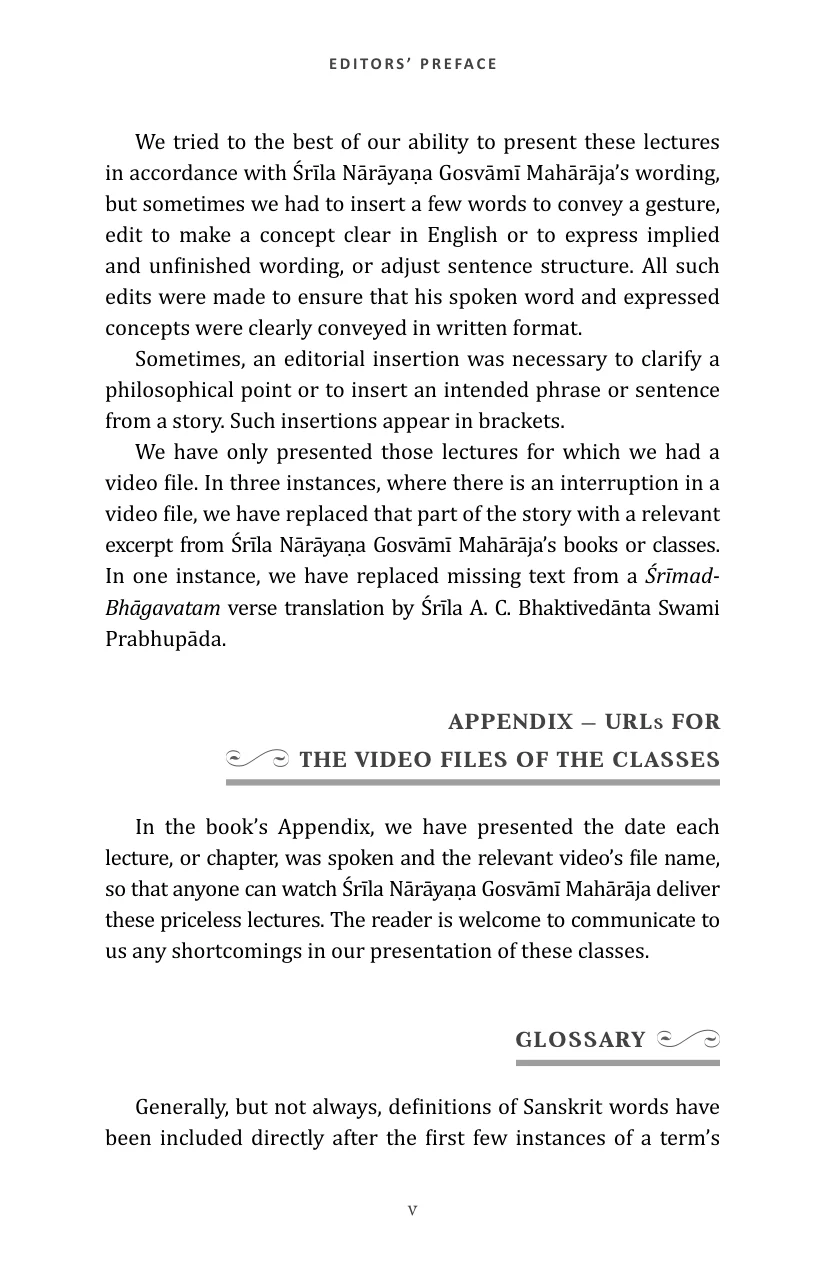 EDITORS’ PREFACE
We tried to the best of our ability to present these lectures
in accordance with Śrīla Nārāyaṇa Gosvāmī Mahārāja’s wording,
but sometimes we had to insert a few words to convey a gesture,
edit to make a concept clear in English or to express implied
and unfinished wording, or adjust sentence structure. All such
edits were made to ensure that his spoken word and expressed
concepts were clearly conveyed in written format.
Sometimes, an editorial insertion was necessary to clarify a
philosophical point or to insert an intended phrase or sentence
from a story. Such insertions appear in brackets.
We have only presented those lectures for which we had a
video file. In three instances, where there is an interruption in a
video file, we have replaced that part of the story with a relevant
excerpt from Śrīla Nārāyaṇa Gosvāmī Mahārāja’s books or classes.
In one instance, we have replaced missing text from a Śrīmad-
Bhāgavatam verse translation by Śrīla A. C. Bhaktivedānta Swami
Prabhupāda.
APPENDIX – URLs FOR
THE VIDEO FILES OF THE CLASSES
In the book’s Appendix, we have presented the date each
lecture, or chapter, was spoken and the relevant video’s file name,
so that anyone can watch Śrīla Nārāyaṇa Gosvāmī Mahārāja deliver
these priceless lectures. The reader is welcome to communicate to
us any shortcomings in our presentation of these classes.
GLOSSARY
Generally, but not always, definitions of Sanskrit words have
been included directly after the first few instances of a term’s
v